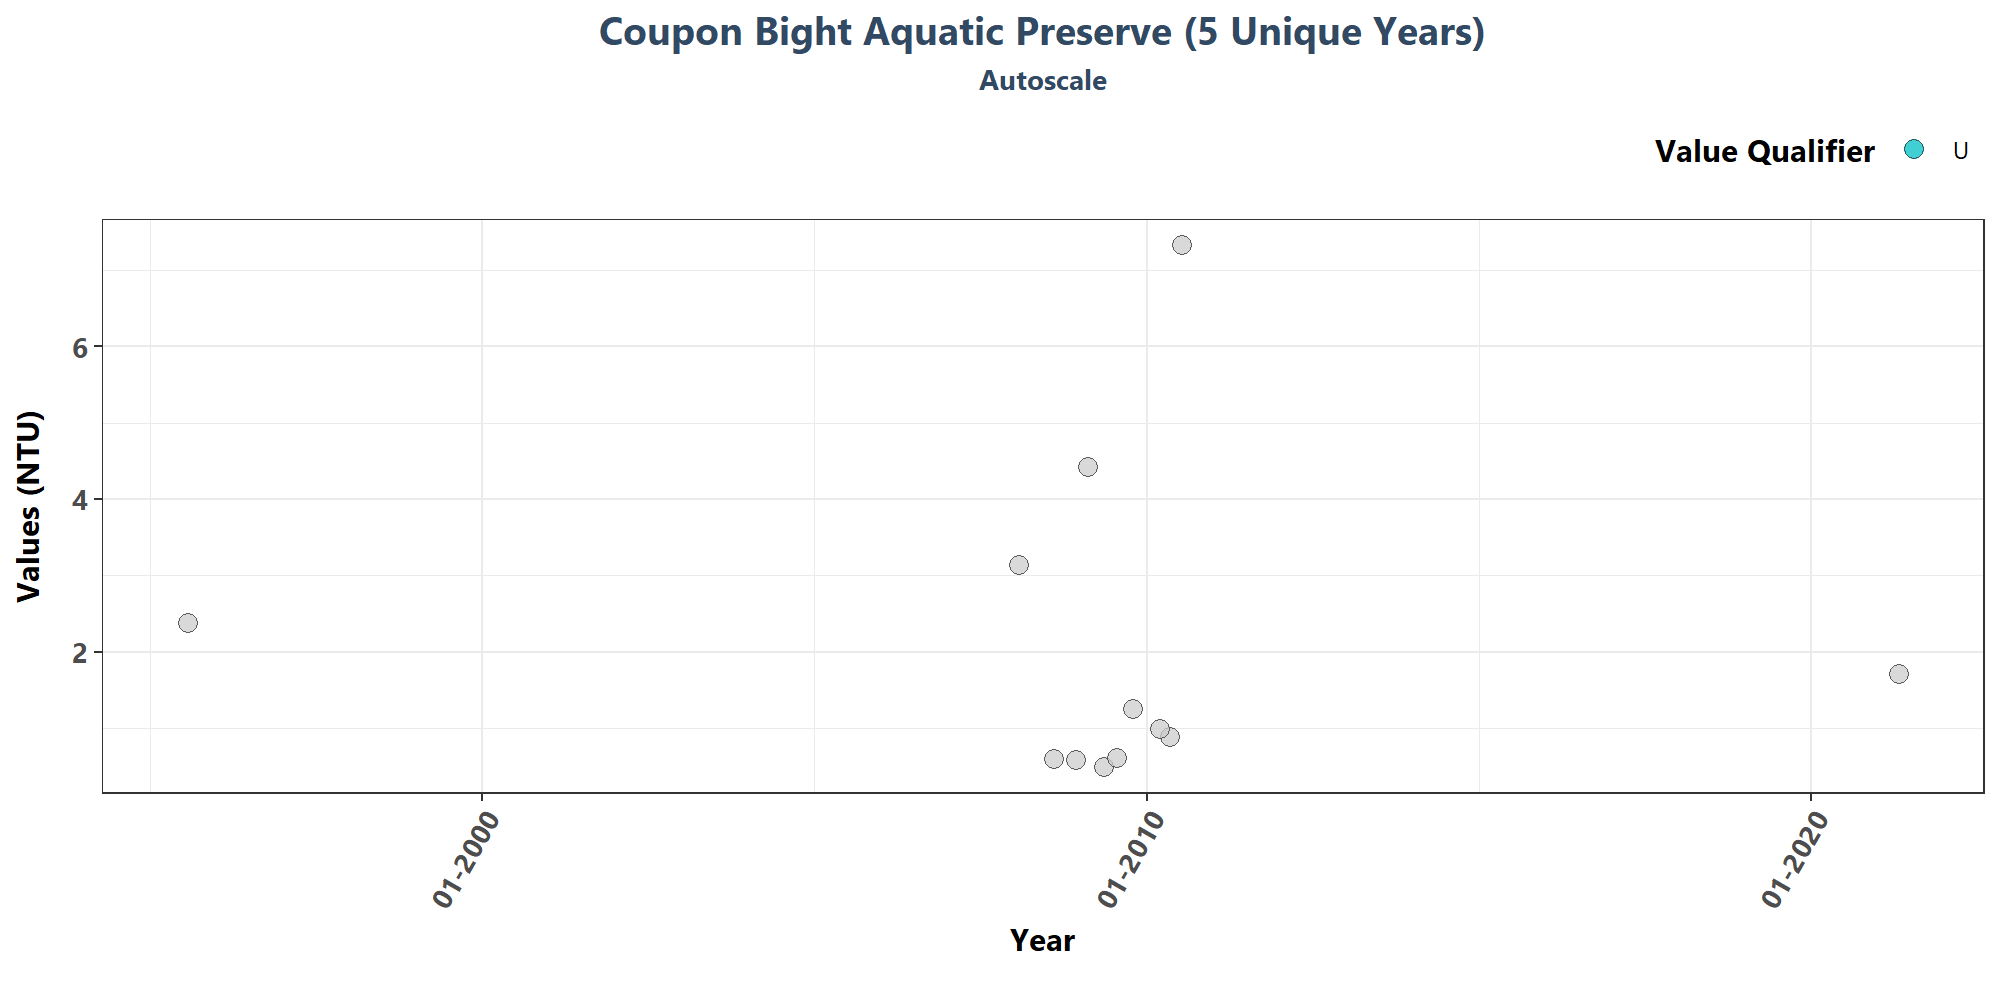 Coupon Bight Aquatic Preserve (5 Unique Years)
Autoscale
Value Qualifier U
Values (NTU)
6
4
2
01-2000
01-2010
01-2020
Year